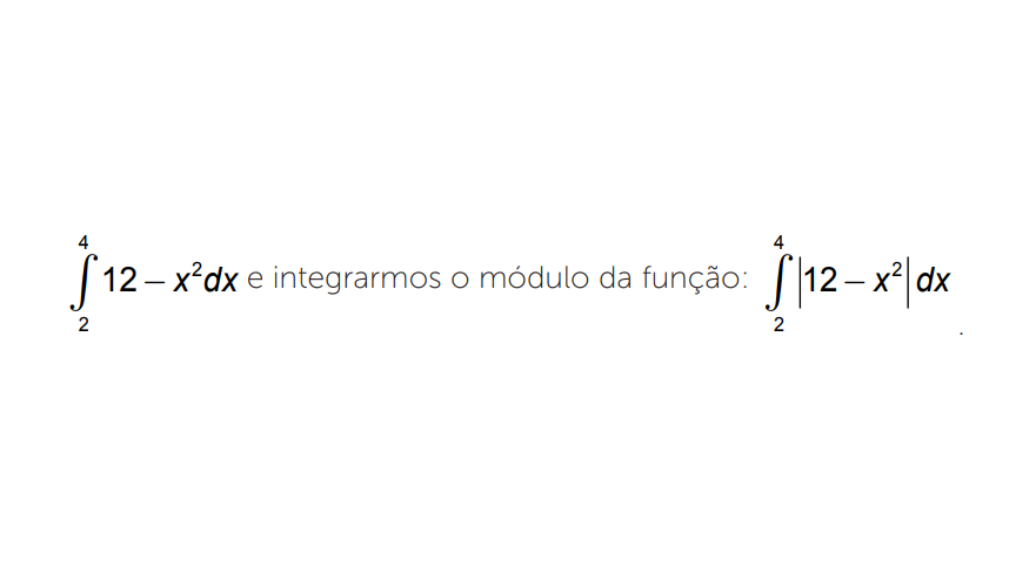 ∫₂⁴ 12 – x²dx e integrarmos o módulo da função: ∫₂⁴ |12 – x²| dx .